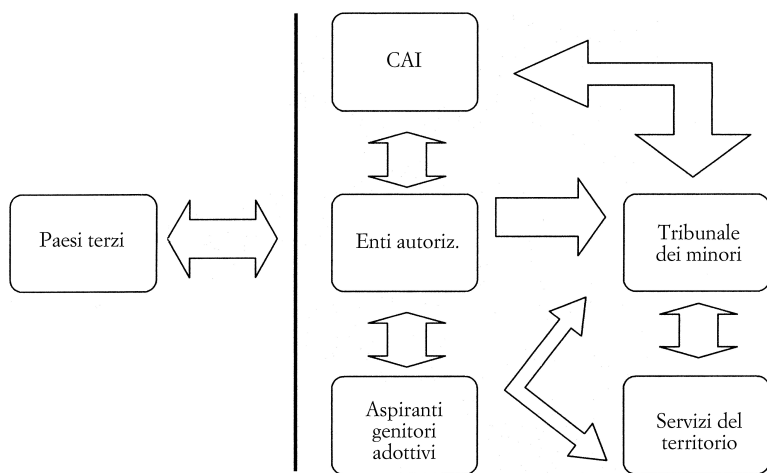 CAI
Paesi terzi
Enti autoriz.
Tribunale
dei minori
Aspiranti
genitori
adottivi
Servizi del
territorio